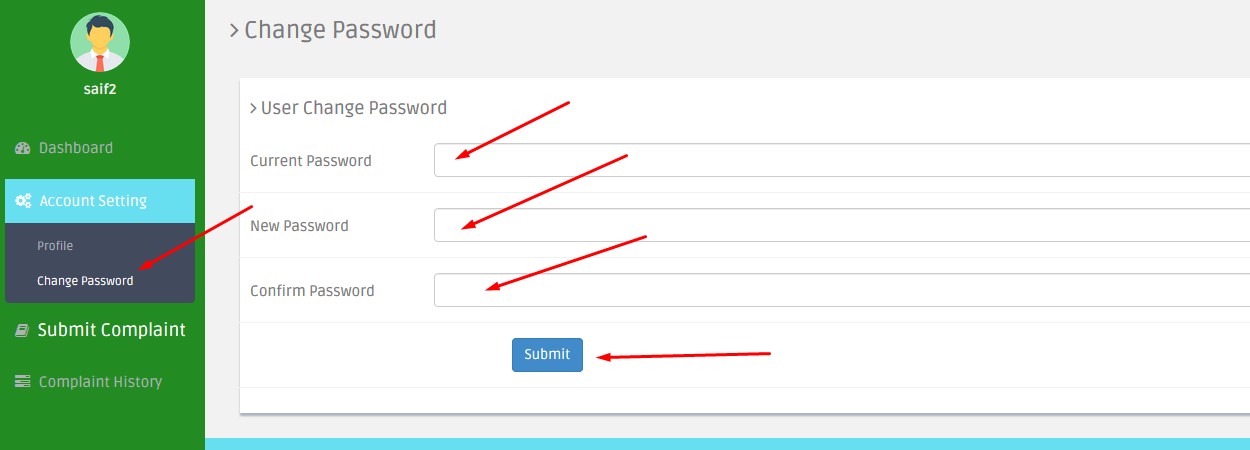 saif2
Dashboard
Account Setting
Profile
Change Password
Submit Complaint
Complaint History
Change Password
User Change Password
Current Password
New Password
Confirm Password
Submit